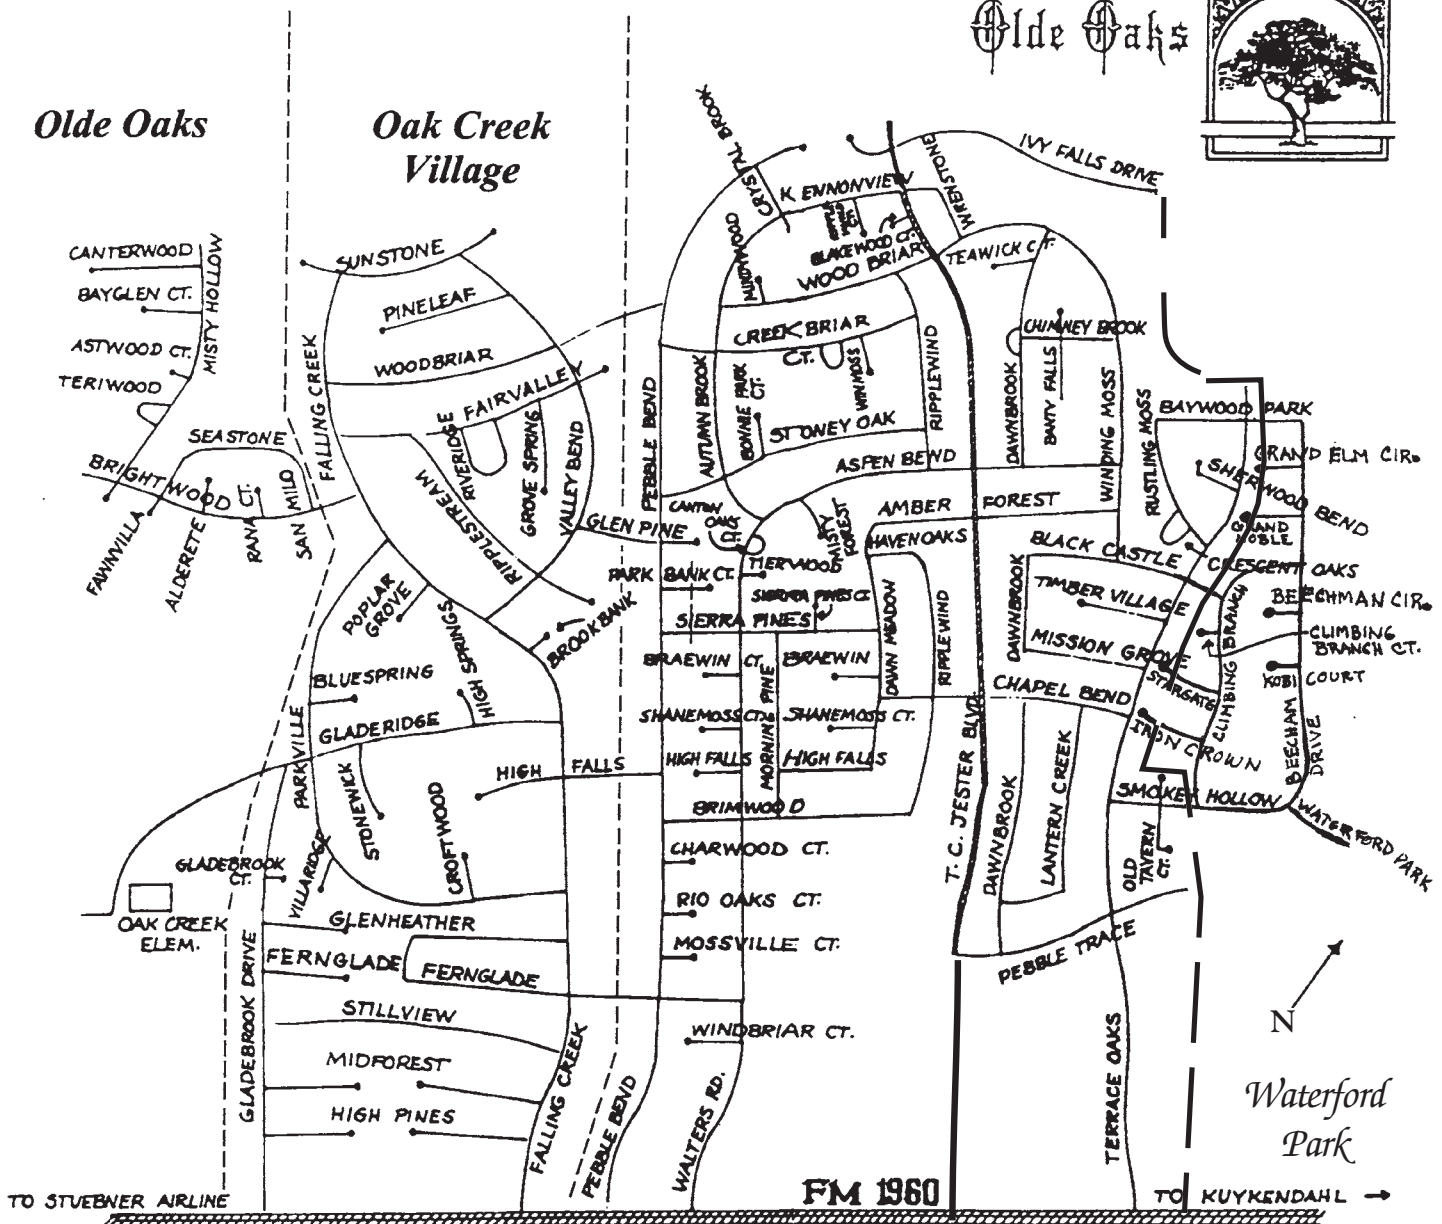 Olde Oaks
Olde Oaks
Oak Creek
Village
CRYSTAL BROOK
KENNONVIEW
WRENSTONE
IVY FALLS DRIVE
MINDYWOOD
BLAKEWOOD CT.
WOOD BRIAR
TEAWICK CT.
CANTERWOOD
MISTY HOLLOW
BAYGLEN CT.
ASTWOOD CT.
TERIWOOD
SEASTONE
BRIGHTWOOD
FAWNVILLA
ALDERETE
RANA CT.
SAN MILO
SUNSTONE
PINELEAF
WOODBRIAR
FALLING CREEK
FAIRVALLEY
RIVERIDGE
GROVE SPRING
VALLEY BEND
RIPPLESTREAM
GLEN PINE
PEBBLE BEND
AUTUMN BROOK
CREEK BRIAR
CT.
BONNIE PARK
CT.
WINMOSS
STONEY OAK
RIPPLEWIND
ASPEN BEND
CHIMNEY BROOK
DAWNBROOK
BANTY FALLS
WINDING MOSS
RUSTLING MOSS
BAYWOOD PARK
GRAND ELM CIR.
SHERWOOD BEND
GRAND
NOBLE
CRESCENT OAKS
BEECHMAN CIR.
CLIMBING
BRANCH CT.
KOBI COURT
CANYON
OAKS
CT.
MISTY
FOREST
AMBER FOREST
HAVEN OAKS
BLACK CASTLE
TIMBER VILLAGE
DAWNBROOK
MISSION GROVE
STARGATE
CLIMBING BRANCH
CHAPEL BEND
IRON CROWN
BEECHAM
DRIVE
PARK BANK CT.
TIERWOOD
SIERRA PINES CT.
SIERRA PINES
DAWN MEADOW
RIPPLEWIND
BRAEWIN CT.
BRAEWIN
MORNING PINE
SHANEMOSS CT.
SHANEMOSS CT.
HIGH FALLS
HIGH FALLS
BRIMWOOD
POPLAR
GROVE
HIGH SPRINGS
BROOKBANK
BLUESPRING
GLADERIDGE
PARKVILLE
STONEWICK
HIGH FALLS
CROFTWOOD
VILLARIDGE
GLADEBROOK
CT.
OAK CREEK
ELEM.
CHARWOOD CT.
RIO OAKS CT.
MOSSVILLE CT.
WINDBRIAR CT.
GLENHEATHER
FERNGLADE
FERNGLADE
GLADEBROOK DRIVE
STILLVIEW
MIDFOREST
HIGH PINES
FALLING CREEK
PEBBLE BEND
WALTERS RD.
T. C. JESTER BLVD.
DAWNBROOK
LANTERN CREEK
SMOKEY HOLLOW
OLD
TAVERN
CT.
WATERFORD PARK
PEBBLE TRACE
TERRACE OAKS
N
Waterford
Park
TO STUEBNER AIRLINE
FM 1960
TO KUYKENDAHL